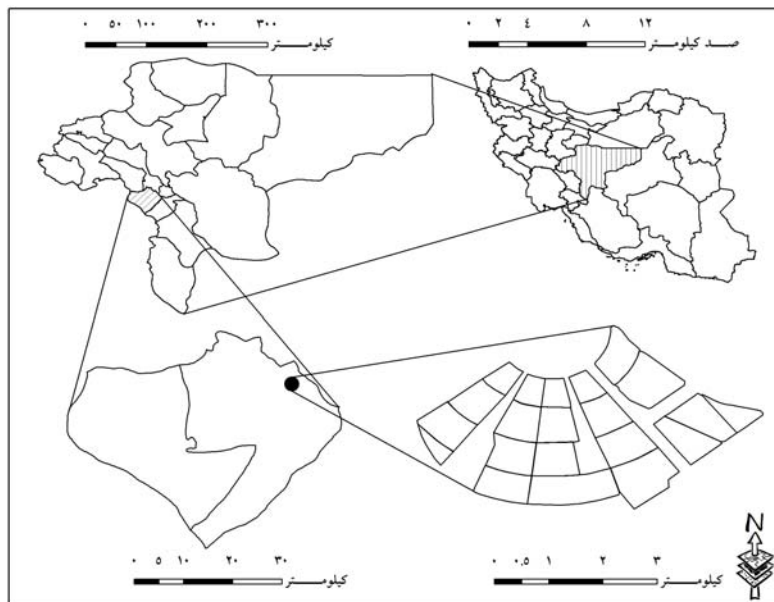 ۰ ۵۰ ۱۰۰ ۲۰۰ ۳۰۰
کیلومتر
۰ ۲ ۴ ۸ ۱۲
صد کیلومتر
N
۰ ۵ ۱۰ ۲۰ ۳۰
کیلومتر
۰ ۰.۵ ۱ ۲ ۳
کیلومتر